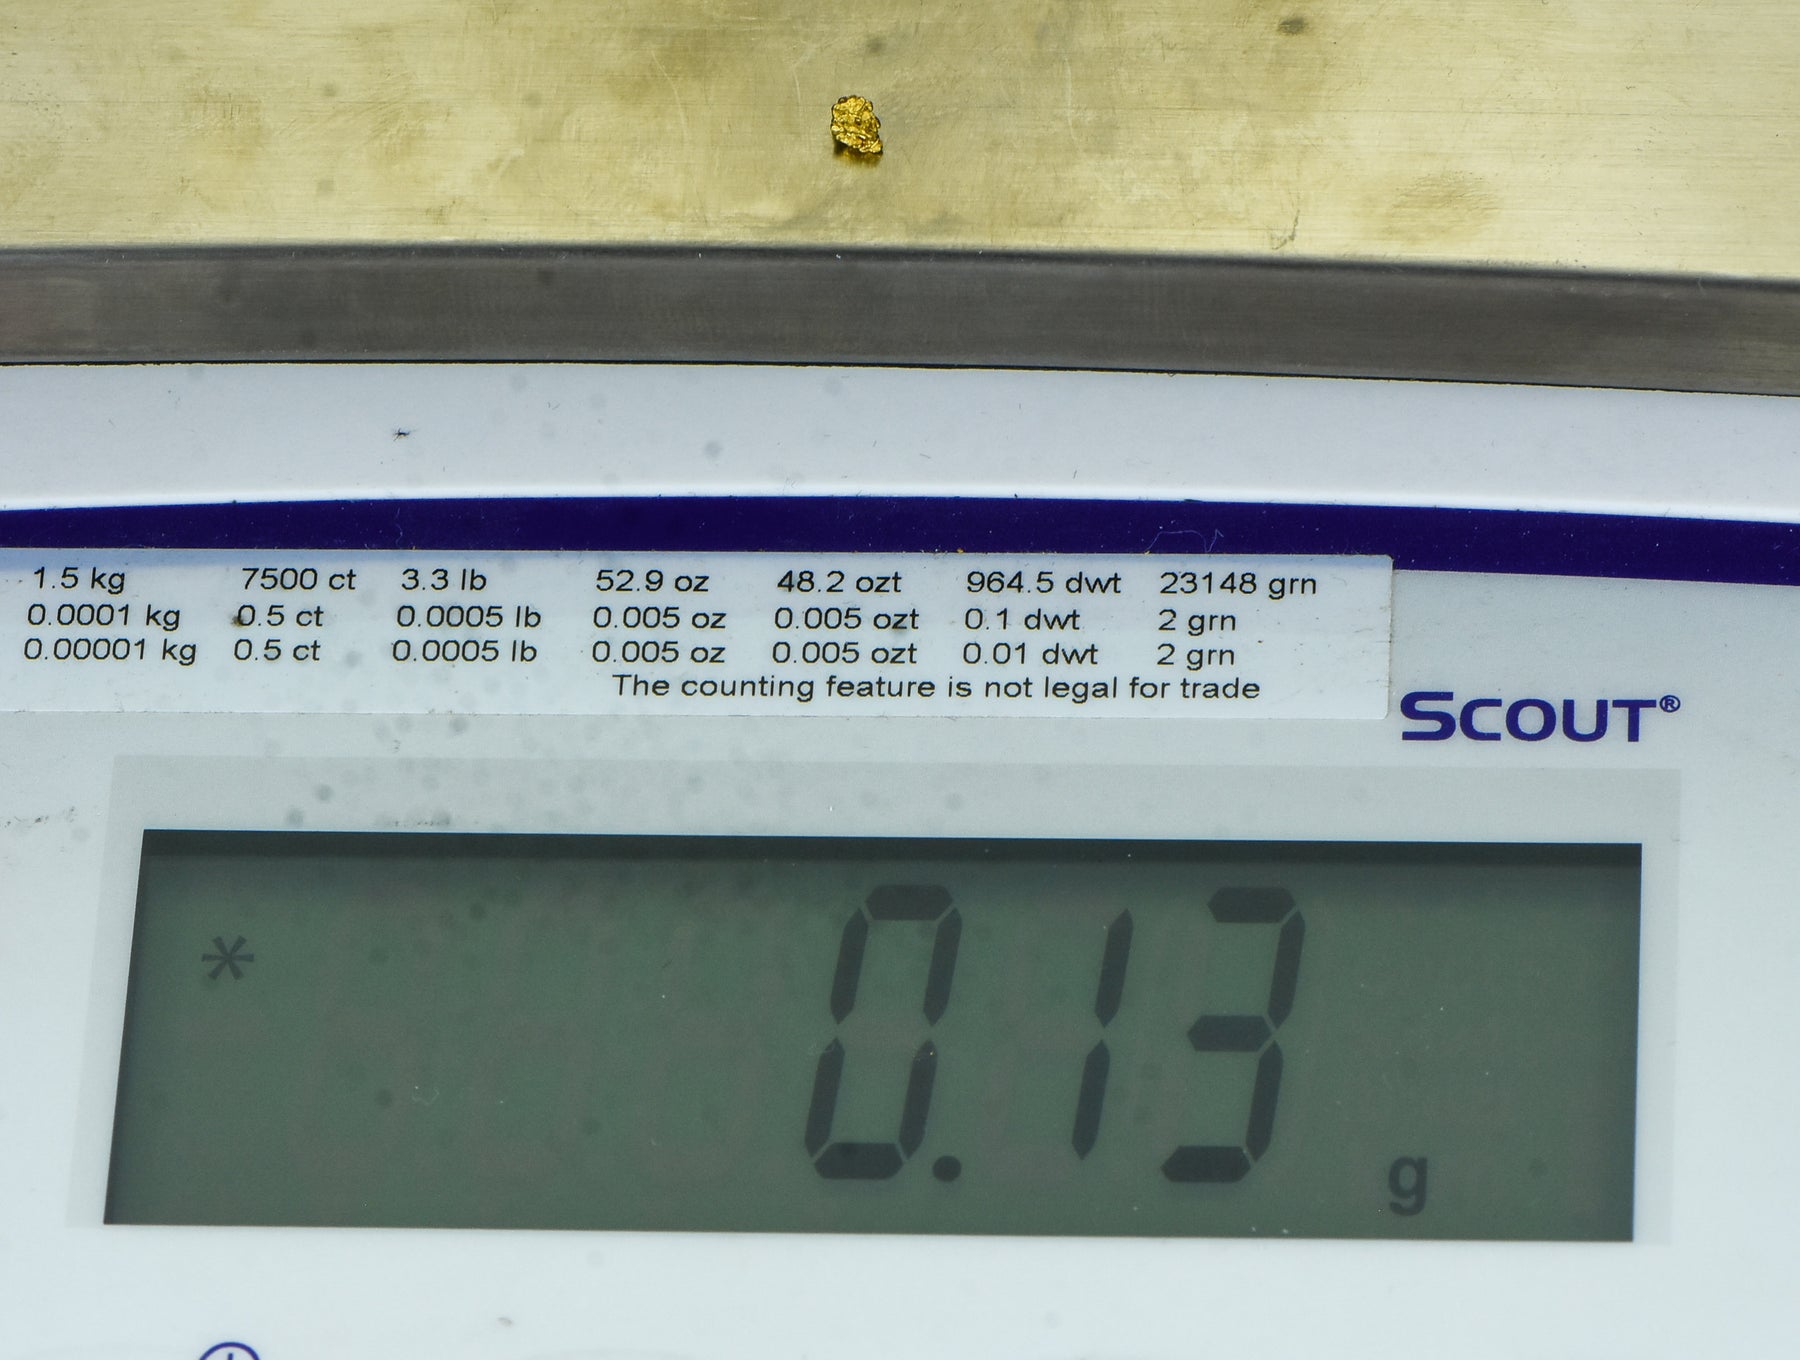 1.5 kg 7500 ct 3.3 lb 52.9 oz 48.2 ozt 964.5 dwt 23148 grn
0.0001 kg 0.5 ct 0.0005 lb 0.005 oz 0.005 ozt 0.1 dwt 2 grn
0.00001 kg 0.5 ct 0.0005 lb 0.005 oz 0.005 ozt 0.01 dwt 2 grn
The counting feature is not legal for trade
SCOUT®
* 0.13 g